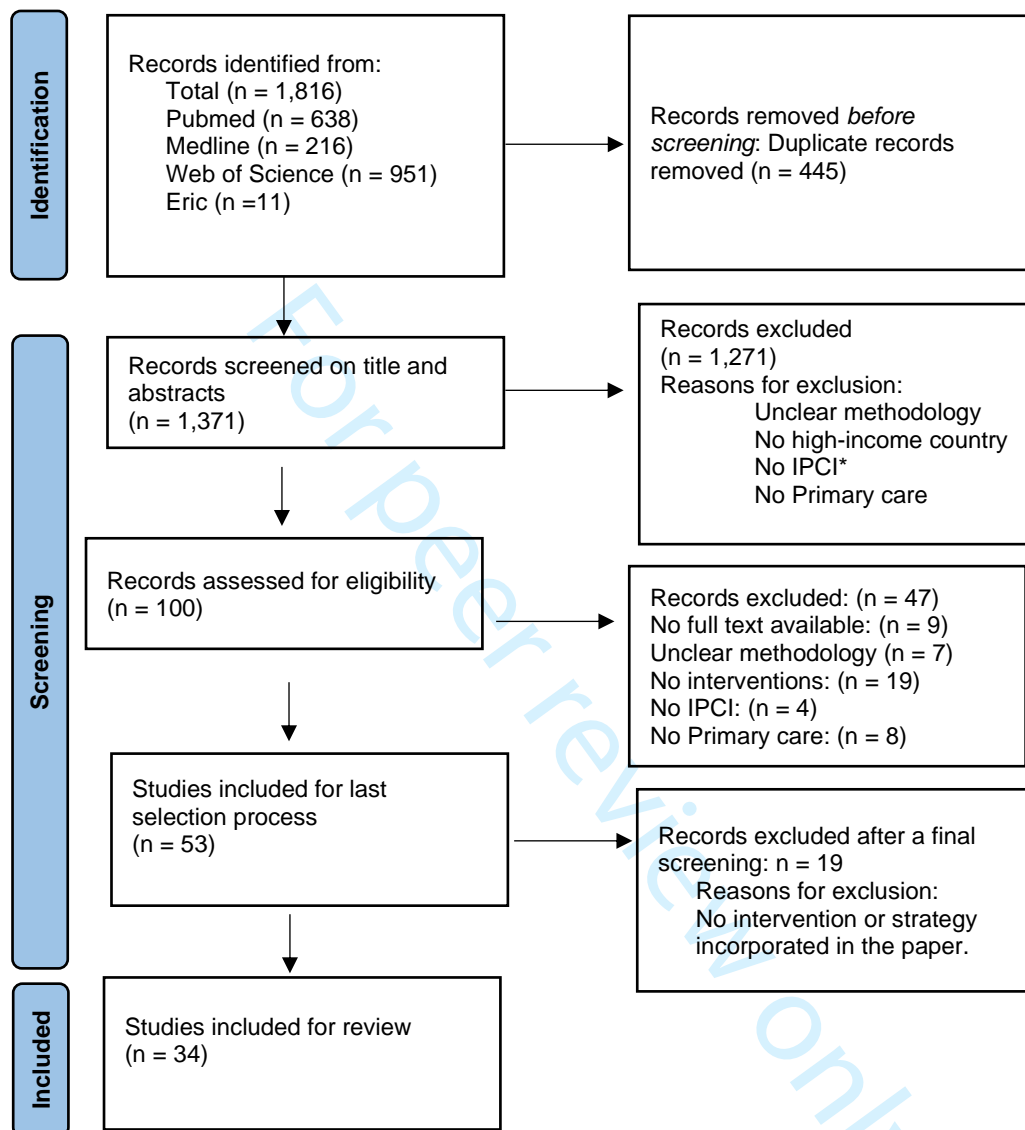 Identification
Records identified from:
Total (n = 1,816)
Pubmed (n = 638)
Medline (n = 216)
Web of Science (n = 951)
Eric (n =11)
Records removed before
screening: Duplicate records
removed (n = 445)
Screening
Records screened on title and
abstracts
(n = 1,371)
Records excluded
(n = 1,271)
Reasons for exclusion:
Unclear methodology
No high-income country
No IPCI*
No Primary care
Records assessed for eligibility
(n = 100)
Records excluded: (n = 47)
No full text available: (n = 9)
Unclear methodology (n = 7)
No interventions: (n = 19)
No IPCI: (n = 4)
No Primary care: (n = 8)
Studies included for last
selection process
(n = 53)
Records excluded after a final
screening: n = 19
Reasons for exclusion:
No intervention or strategy
incorporated in the paper.
Included
Studies included for review
(n = 34)
For peer review only